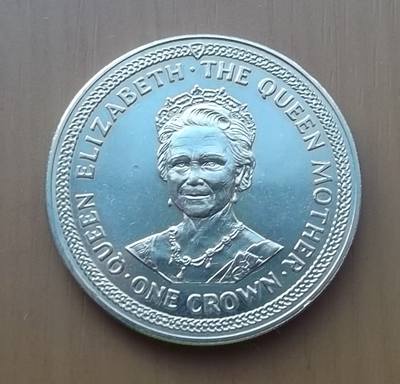 QUEEN ELIZABETH · THE QUEEN MOTHER ·
· ONE CROWN ·